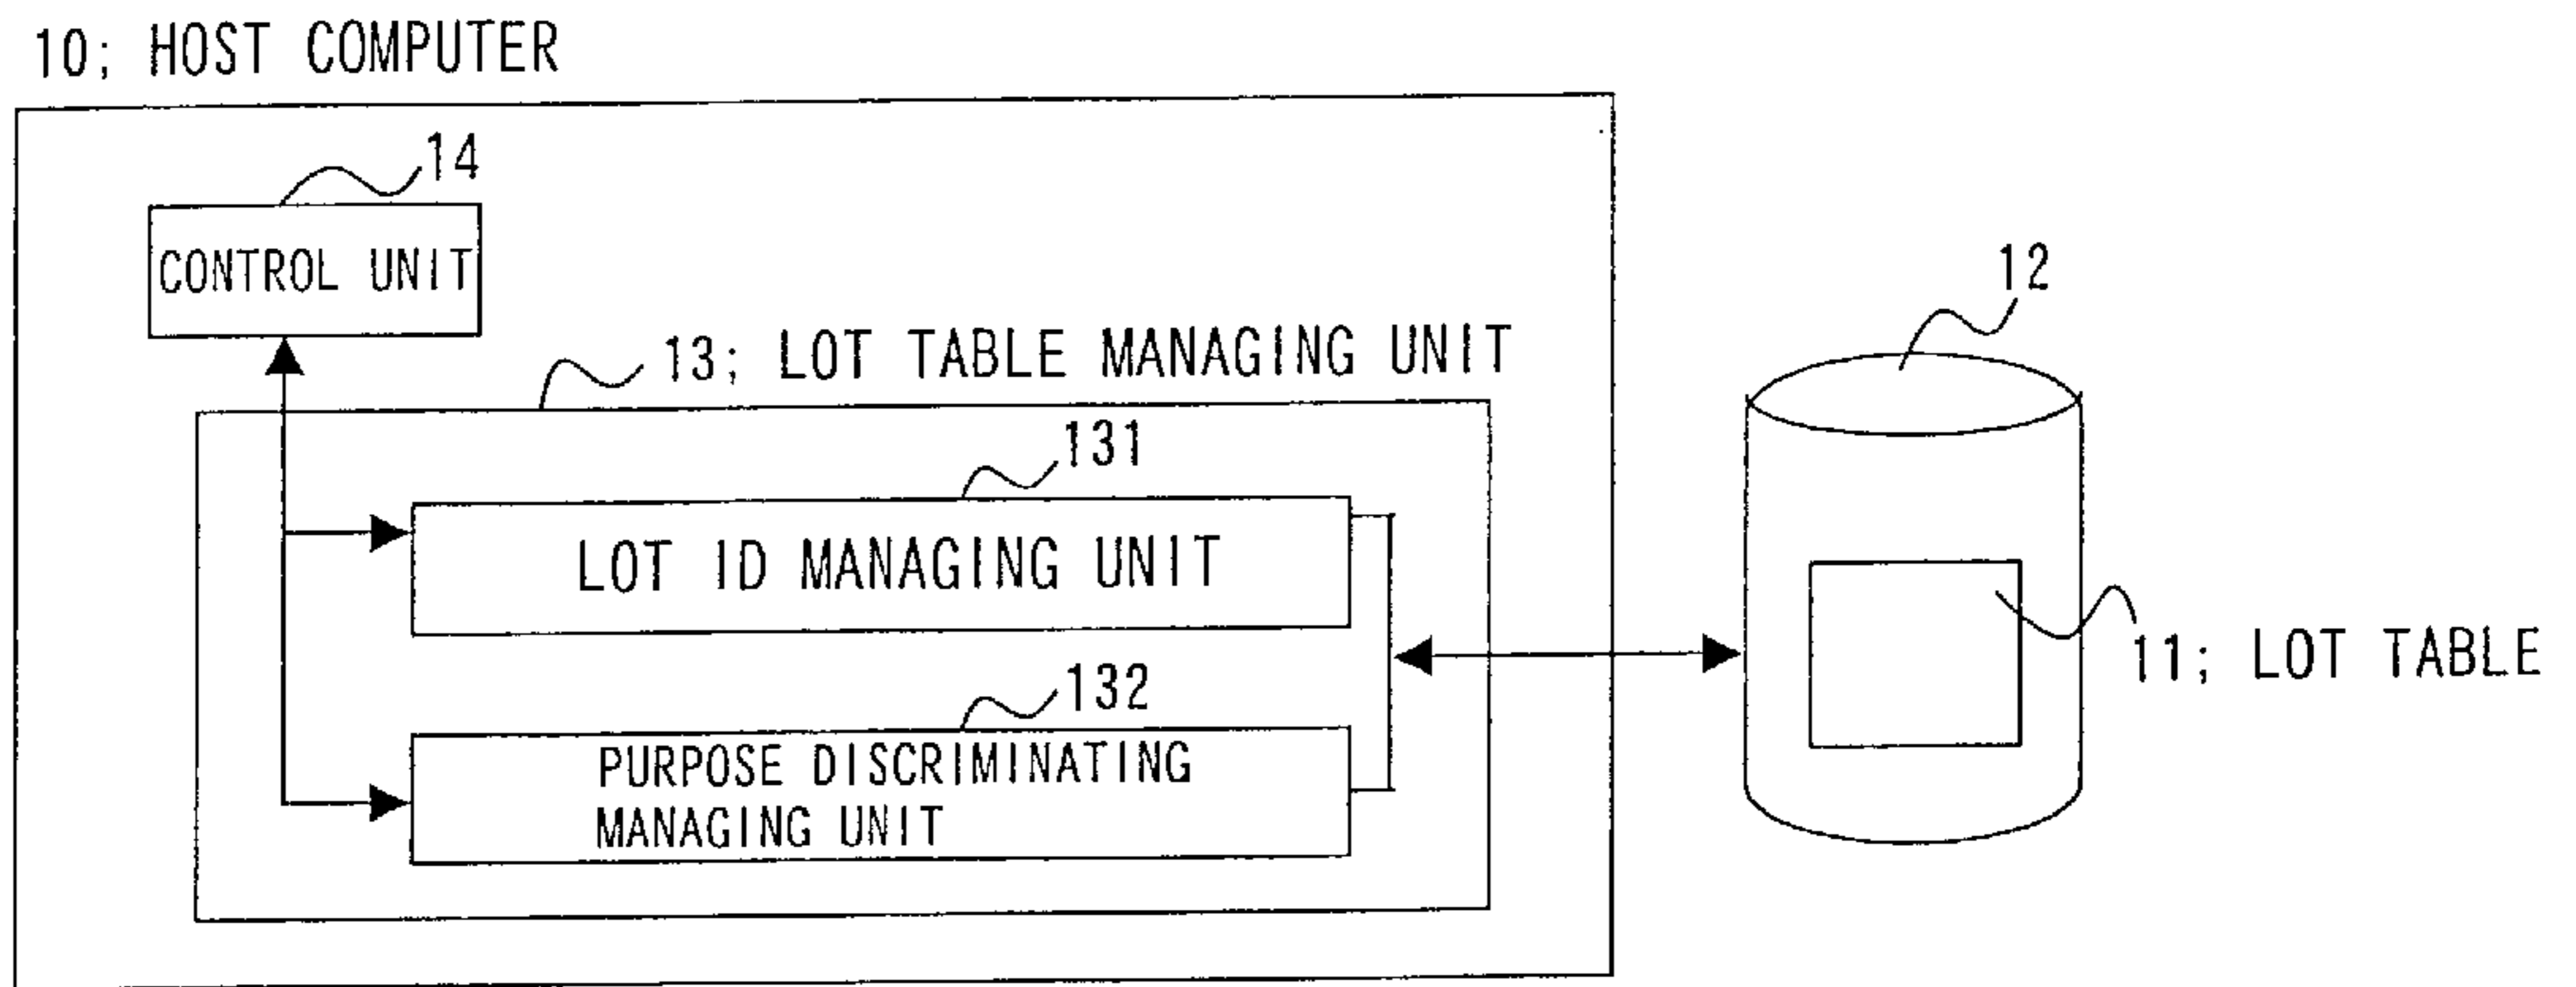 10; HOST COMPUTER
14
CONTROL UNIT
12
13; LOT TABLE MANAGING UNIT
131
LOT ID MANAGING UNIT
11; LOT TABLE
132
PURPOSE DISCRIMINATING
MANAGING UNIT